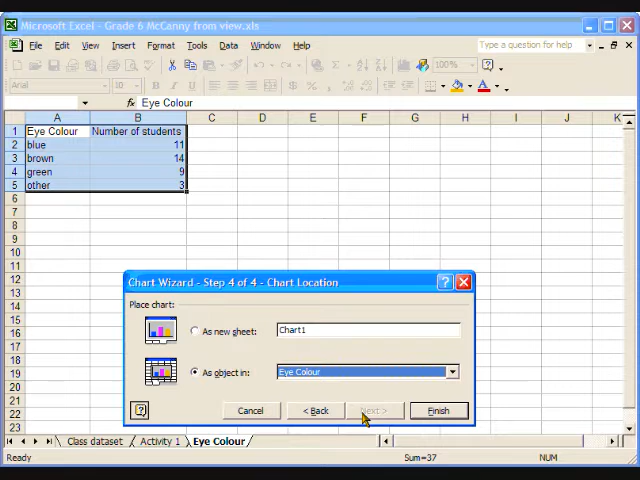 Microsoft Excel - Grade 6 McCanny from view.xls
File Edit View Insert Format Tools Data Window Help
Type a question for help
100%
Arial 10 B I U $ %
A1 fx Eye Colour
A B C D E F G H I J K
1 Eye Colour Number of students
2 blue 11
3 brown 14
4 green 9
5 other 3
6
7
8
9
10
11
12
13
14
15
16
17
18
19
20
21
22
23
Chart Wizard - Step 4 of 4 - Chart Location
Place chart:
As new sheet: Chart1
As object in: Eye Colour
Cancel < Back Next > Finish
Class dataset Activity 1 Eye Colour
Ready Sum=37 NUM